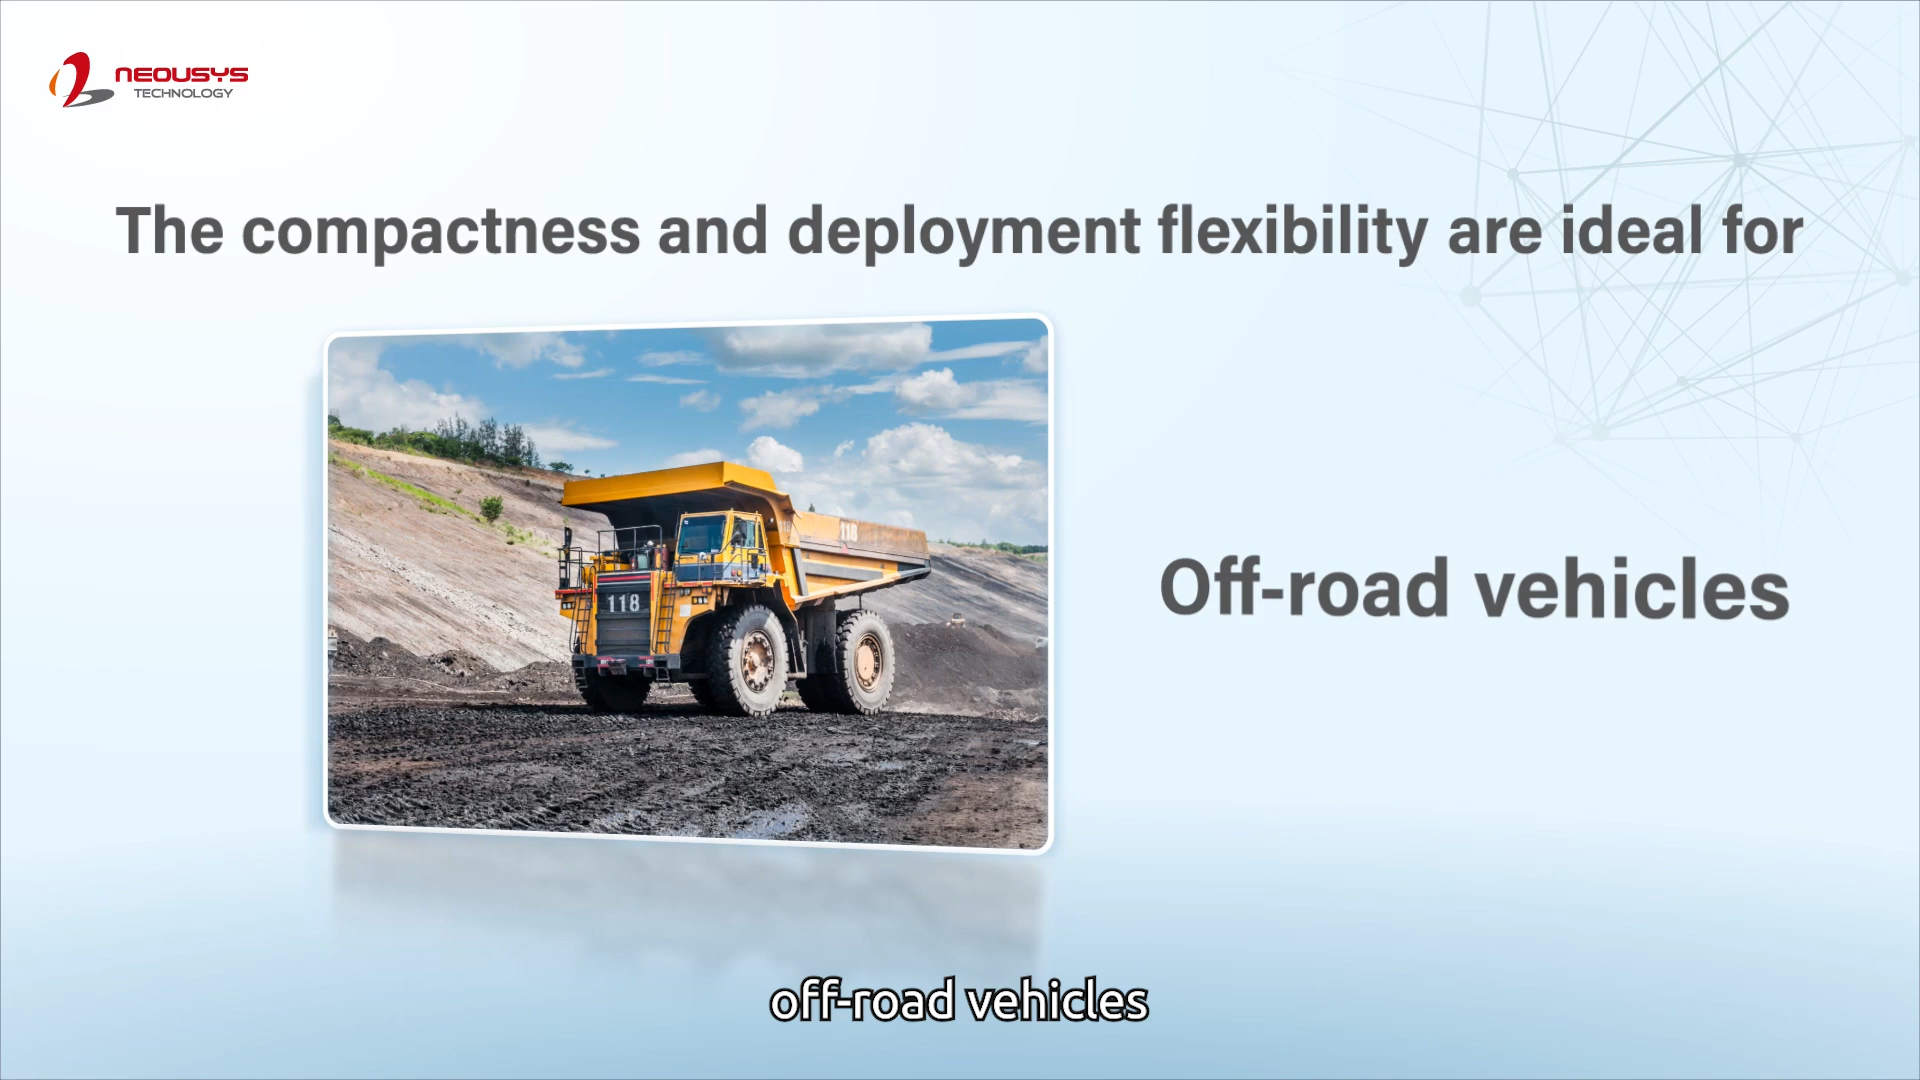 NEOUSYS
TECHNOLOGY
The compactness and deployment flexibility are ideal for
118
118
Off-road vehicles
off-road vehicles